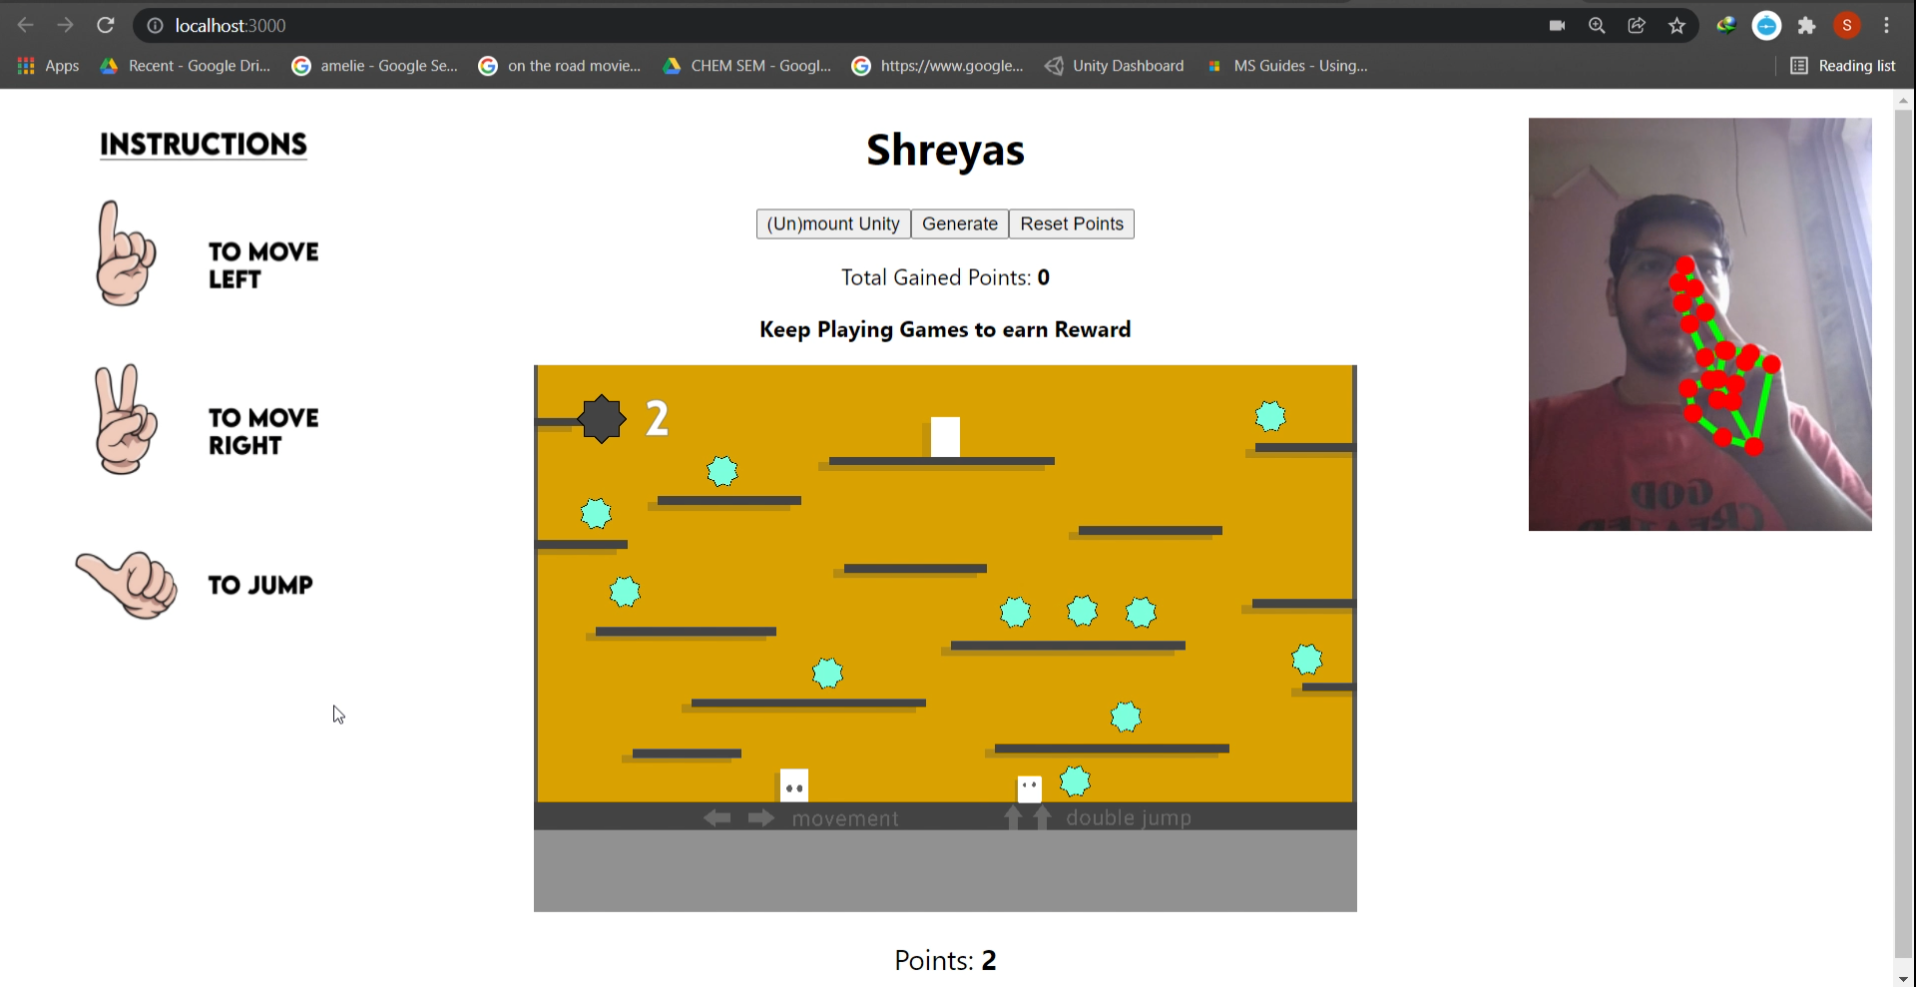 localhost:3000
S
Apps
Recent - Google Dri...
amelie - Google Se...
on the road movie...
CHEM SEM - Googl...
https://www.google...
Unity Dashboard
MS Guides - Using...
Reading list
INSTRUCTIONS
TO MOVE
LEFT
TO MOVE
RIGHT
TO JUMP
Shreyas
(Un)mount Unity
Generate
Reset Points
Total Gained Points: 0
Keep Playing Games to earn Reward
2
movement
double jump
Points: 2
GOD
CREATED